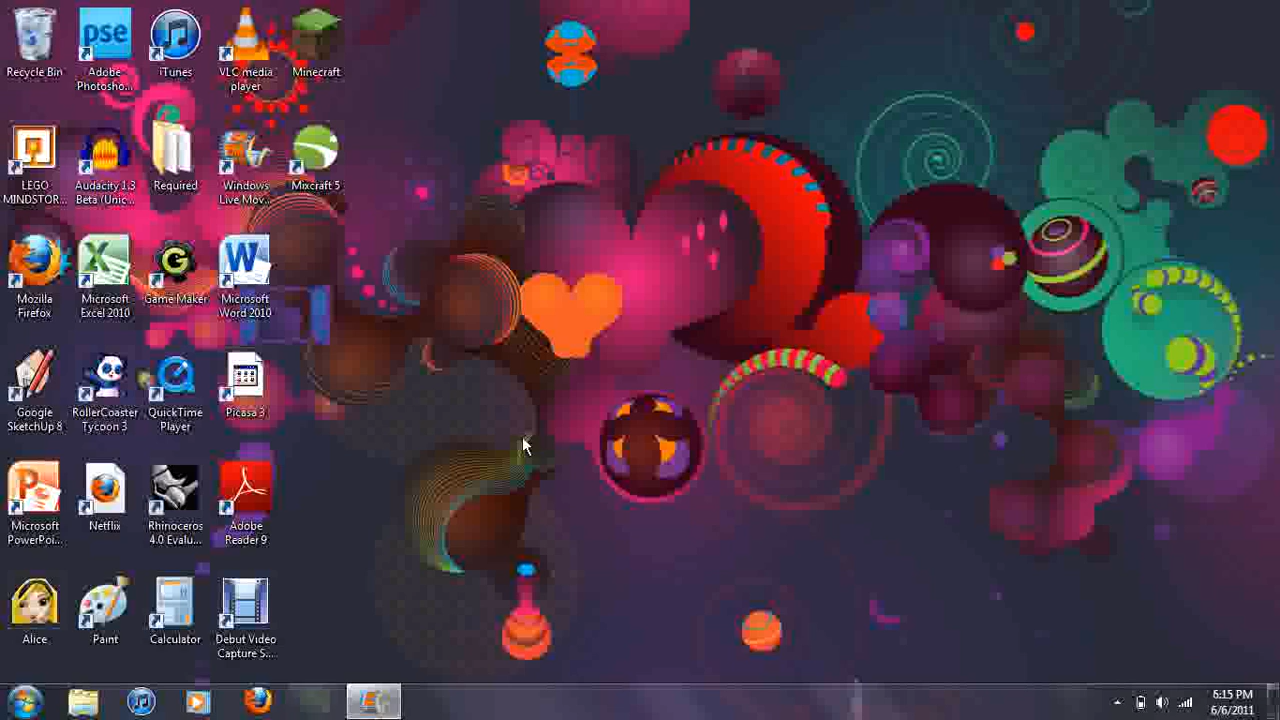 Recycle Bin
Adobe Photosho...
iTunes
VLC media player
Minecraft
LEGO MINDSTOR...
Audacity 1.3 Beta (Unic...
Required
Windows Live Mov...
Mixcraft 5
Mozilla Firefox
Microsoft Excel 2010
Game Maker
Microsoft Word 2010
Google SketchUp 8
RollerCoaster Tycoon 3
QuickTime Player
Picasa 3
Microsoft PowerPoi...
Netflix
Rhinoceros 4.0 Evalu...
Adobe Reader 9
Alice
Paint
Calculator
Debut Video Capture S...
pse
6:15 PM
6/6/2011